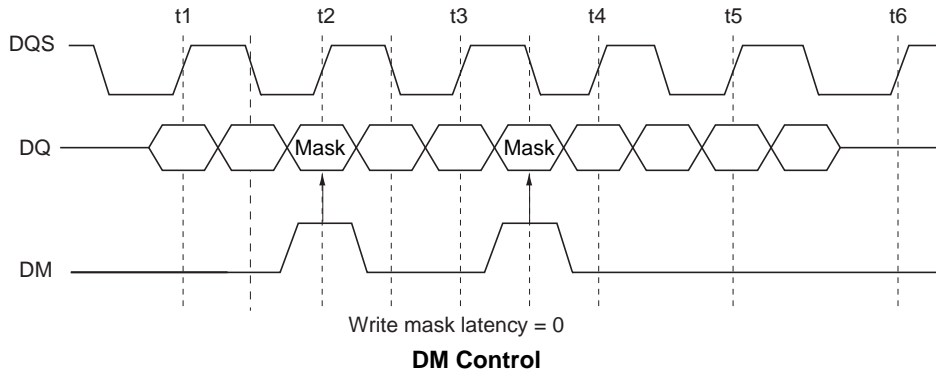 t1 t2 t3 t4 t5 t6
DQS
DQ Mask Mask
DM
Write mask latency = 0
DM Control